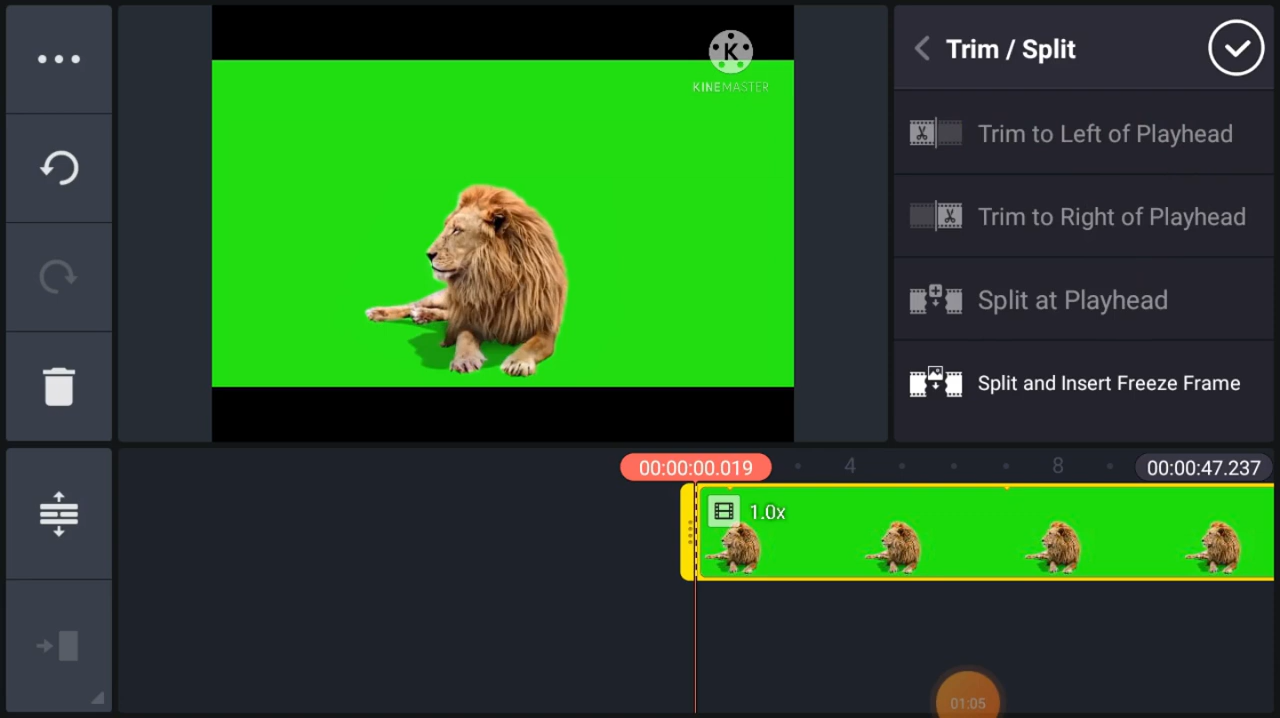 K
KINEMASTER
Trim / Split
Trim to Left of Playhead
Trim to Right of Playhead
Split at Playhead
Split and Insert Freeze Frame
00:00:00.019
4
8
00:00:47.237
1.0x
01:05